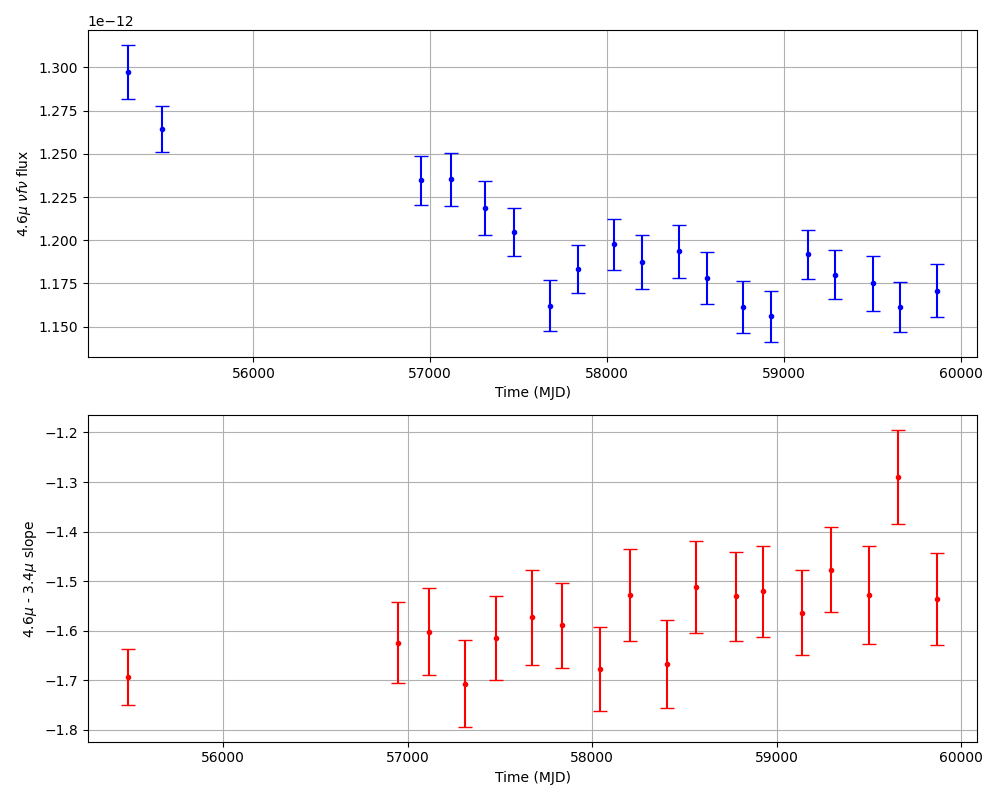 1e−12
1.300
1.275
1.250
1.225
1.200
1.175
1.150
4.6μ νfν flux
56000 57000 58000 59000 60000
Time (MJD)
−1.2
−1.3
−1.4
−1.5
−1.6
−1.7
−1.8
4.6μ - 3.4μ slope
56000 57000 58000 59000 60000
Time (MJD)